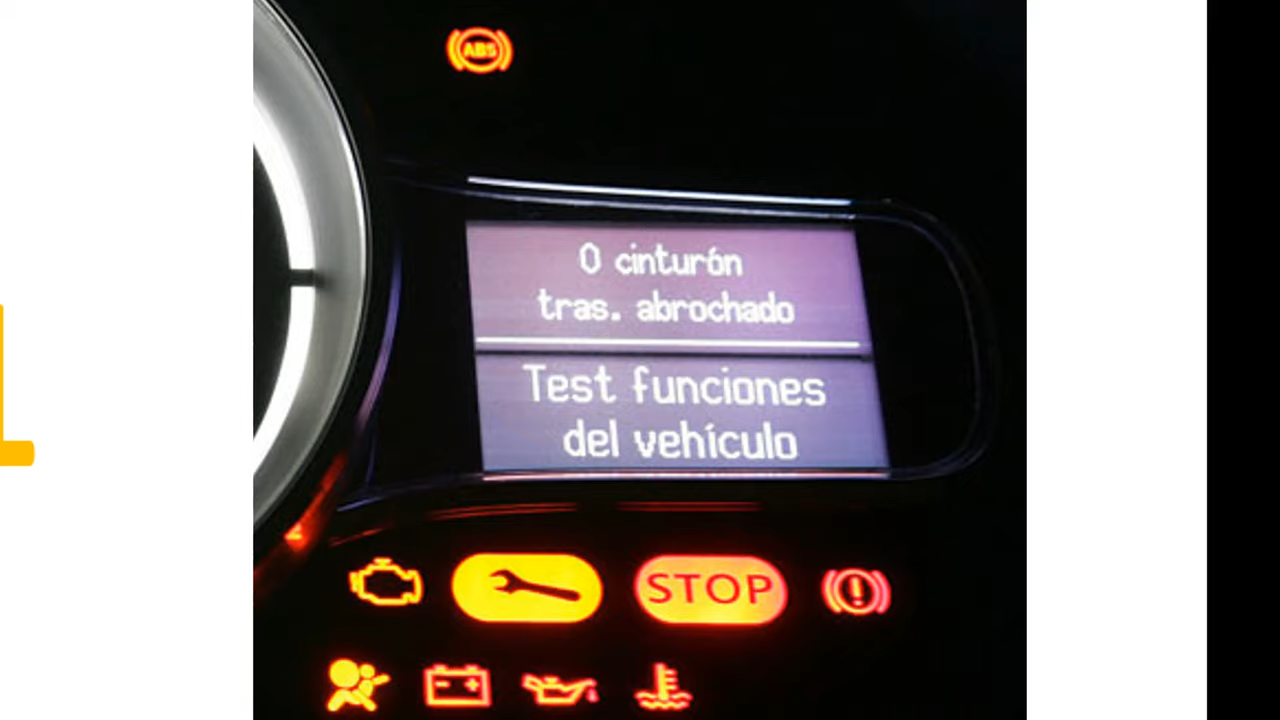 ABS
0 cinturón
tras. abrochado
Test funciones
del vehículo
STOP